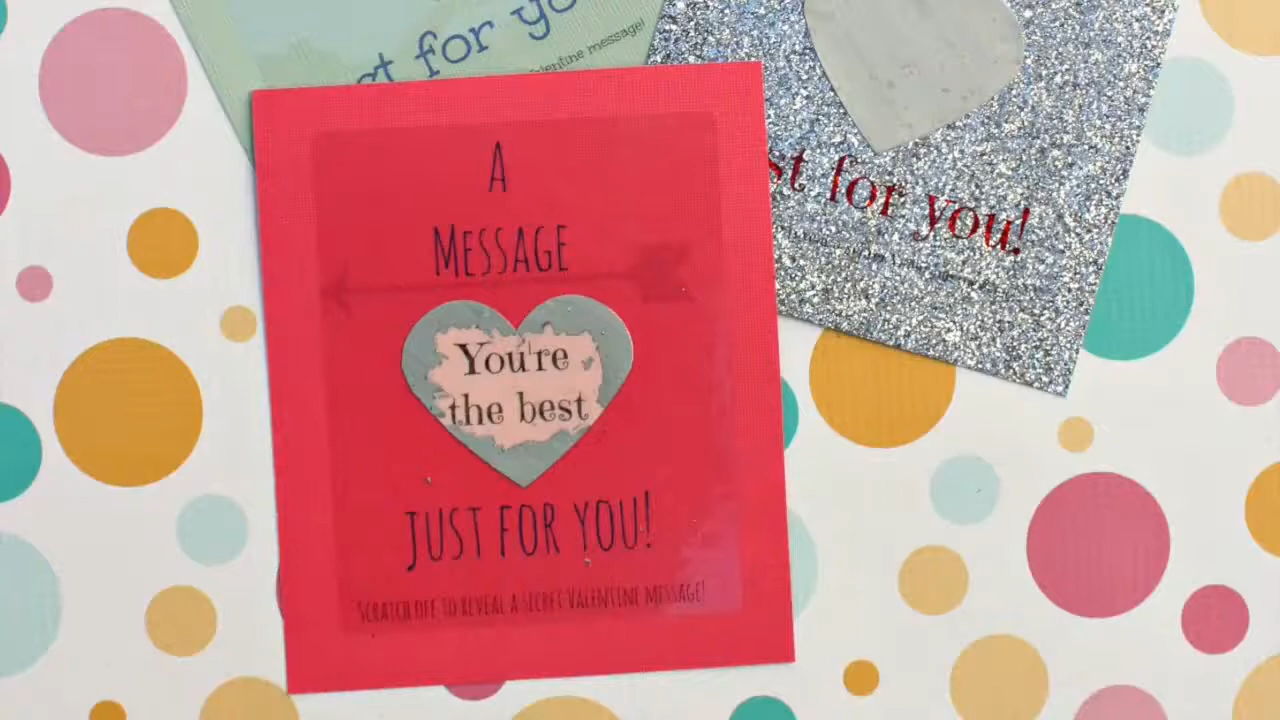 for you
Valentine message!
A
MESSAGE
You're
the best
JUST FOR YOU!
SCRATCH OFF TO REVEAL A SECRET VALENTINE MESSAGE!
st for you!